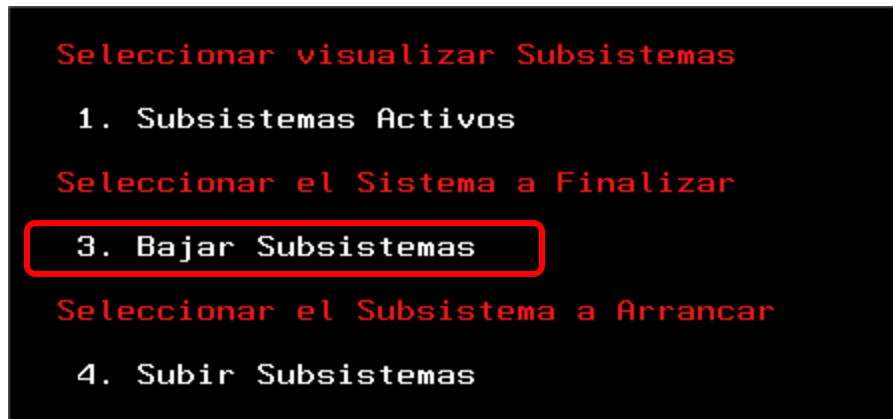 Seleccionar visualizar Subsistemas
1. Subsistemas Activos
Seleccionar el Sistema a Finalizar
3. Bajar Subsistemas
Seleccionar el Subsistema a Arrancar
4. Subir Subsistemas